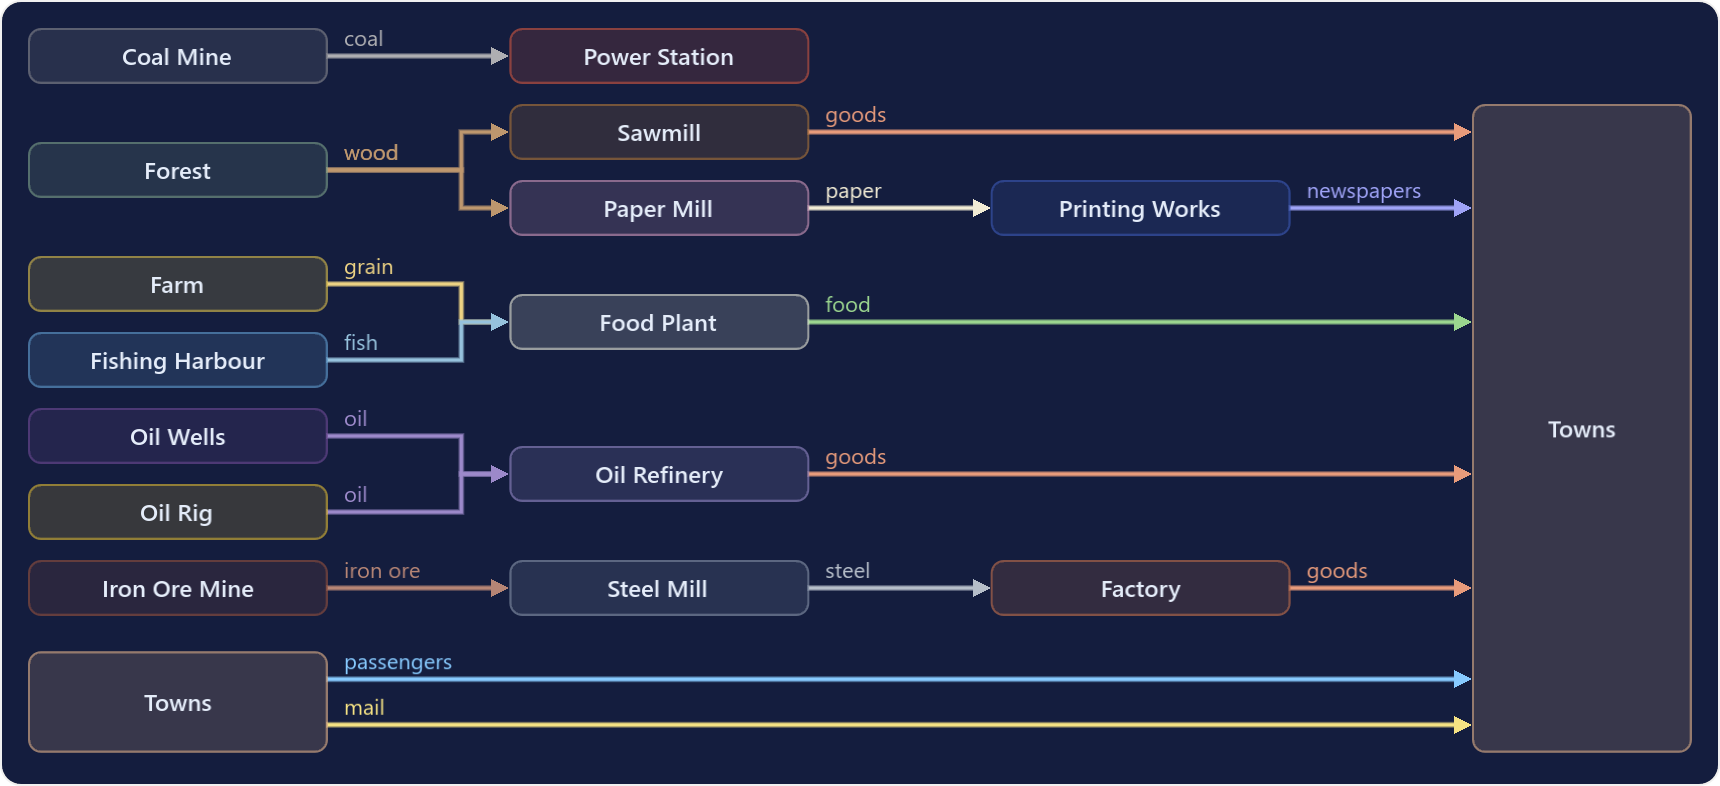 Coal Mine
coal
Power Station
Forest
wood
Sawmill
goods
Paper Mill
paper
Printing Works
newspapers
Farm
grain
Fishing Harbour
fish
Food Plant
food
Oil Wells
oil
Oil Rig
oil
Oil Refinery
goods
Iron Ore Mine
iron ore
Steel Mill
steel
Factory
goods
Towns
passengers
mail
Towns